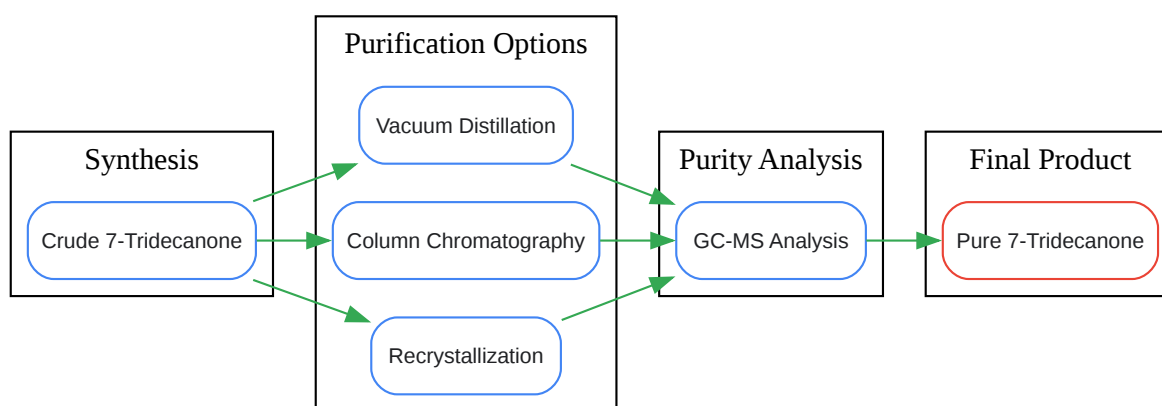 Synthesis
Crude 7-Tridecanone
Purification Options
Vacuum Distillation
Column Chromatography
Recrystallization
Purity Analysis
GC-MS Analysis
Final Product
Pure 7-Tridecanone